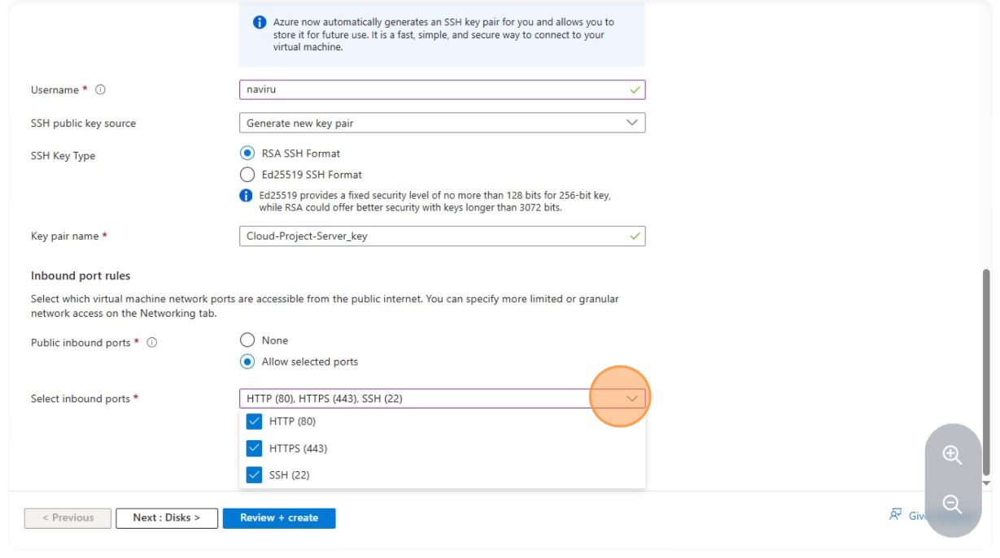 Azure now automatically generates an SSH key pair for you and allows you to
store it for future use. It is a fast, simple, and secure way to connect to your
virtual machine.
Username *
naviru
SSH public key source
Generate new key pair
SSH Key Type
RSA SSH Format
Ed25519 SSH Format
Ed25519 provides a fixed security level of no more than 128 bits for 256-bit key,
while RSA could offer better security with keys longer than 3072 bits.
Key pair name *
Cloud-Project-Server_key
Inbound port rules
Select which virtual machine network ports are accessible from the public internet. You can specify more limited or granular
network access on the Networking tab.
Public inbound ports *
None
Allow selected ports
Select inbound ports *
HTTP (80), HTTPS (443), SSH (22)
HTTP (80)
HTTPS (443)
SSH (22)
< Previous
Next : Disks >
Review + create